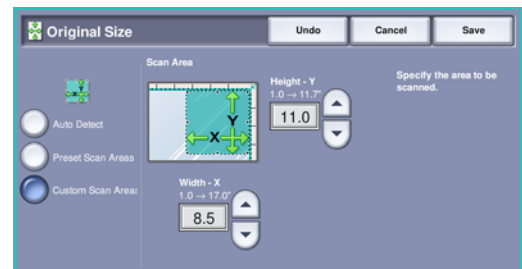 Original Size
Undo
Cancel
Save
Scan Area
Auto Detect
Preset Scan Areas
Custom Scan Areas
Y
X
Height - Y
1.0 → 11.7"
11.0
Width - X
1.0 → 17.0"
8.5
Specify the area to be
scanned.